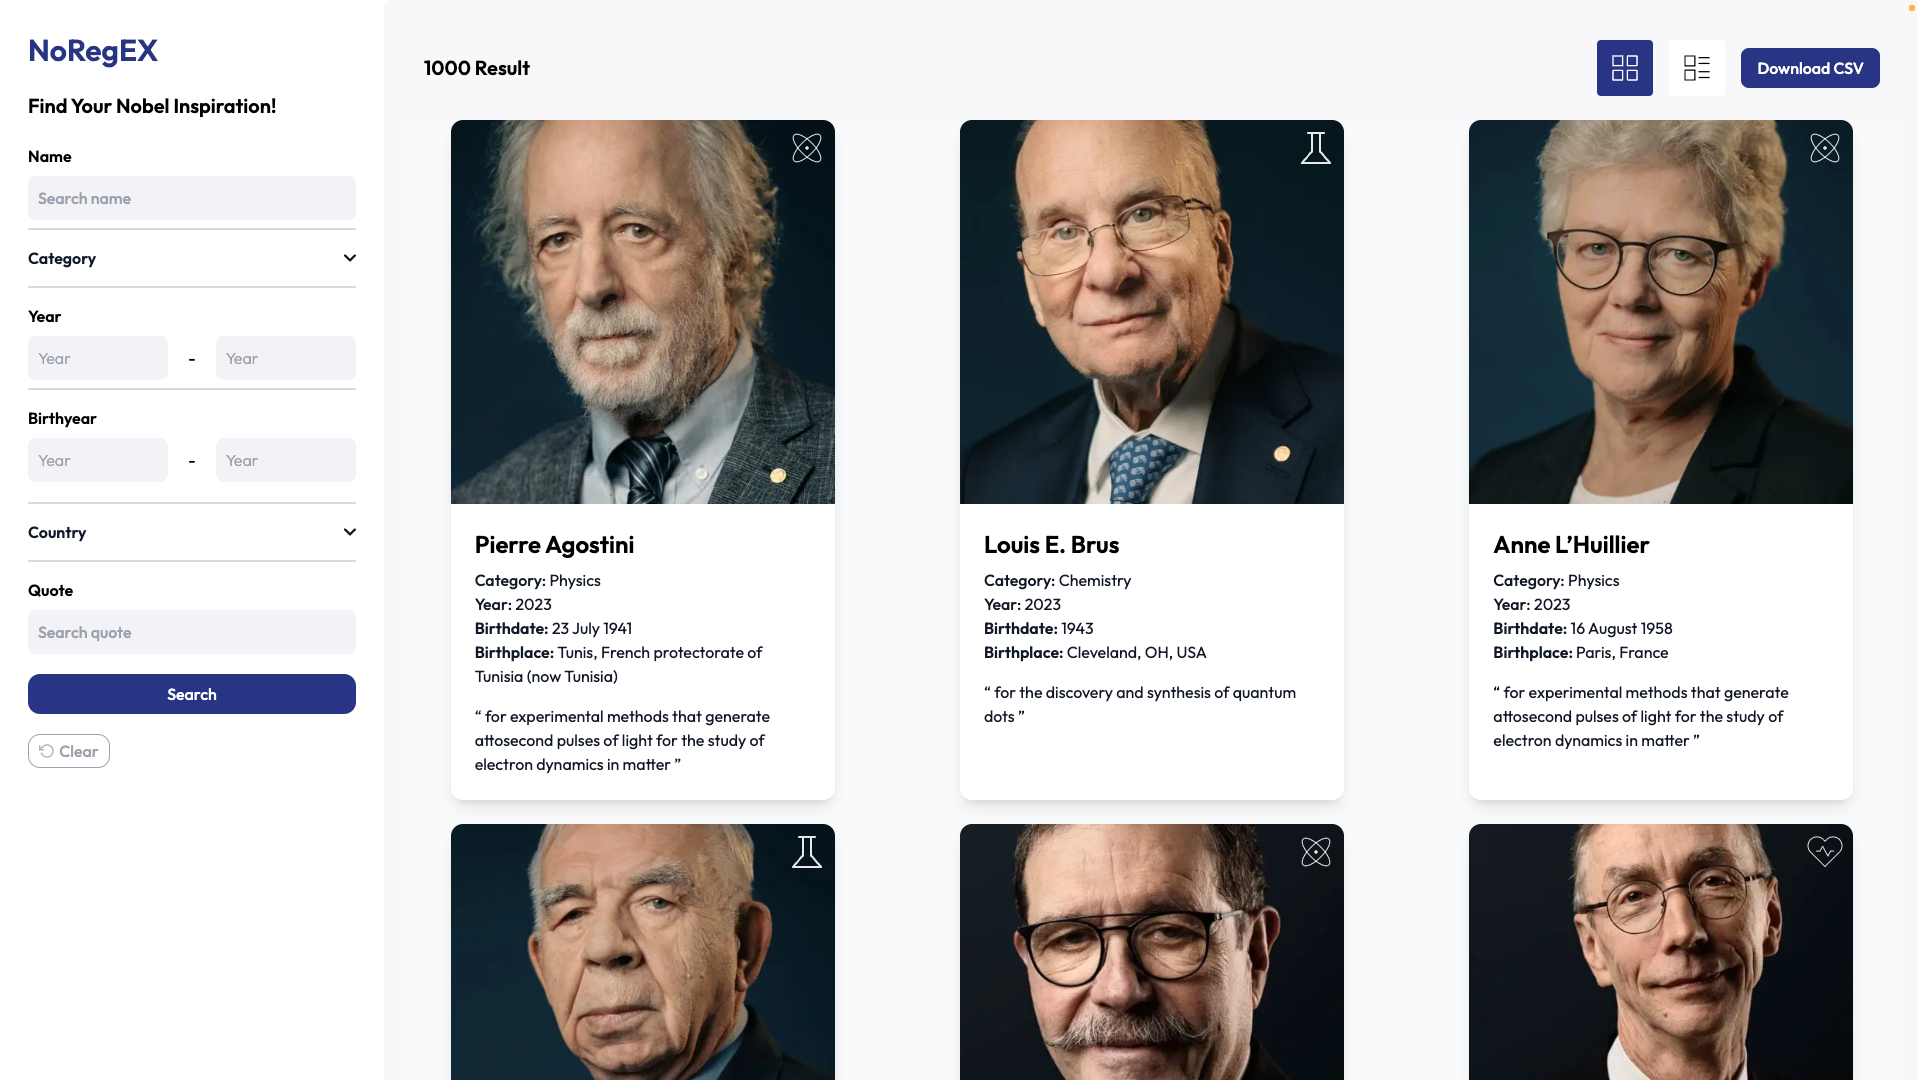 NoRegEX
Find Your Nobel Inspiration!
Name
Search name
Category
Year
Year - Year
Birthyear
Year - Year
Country
Quote
Search quote
Search
Clear
1000 Result
Download CSV
Pierre Agostini
Category: Physics
Year: 2023
Birthdate: 23 July 1941
Birthplace: Tunis, French protectorate of
Tunisia (now Tunisia)
“ for experimental methods that generate
attosecond pulses of light for the study of
electron dynamics in matter ”
Louis E. Brus
Category: Chemistry
Year: 2023
Birthdate: 1943
Birthplace: Cleveland, OH, USA
“ for the discovery and synthesis of quantum
dots ”
Anne L’Huillier
Category: Physics
Year: 2023
Birthdate: 16 August 1958
Birthplace: Paris, France
“ for experimental methods that generate
attosecond pulses of light for the study of
electron dynamics in matter ”